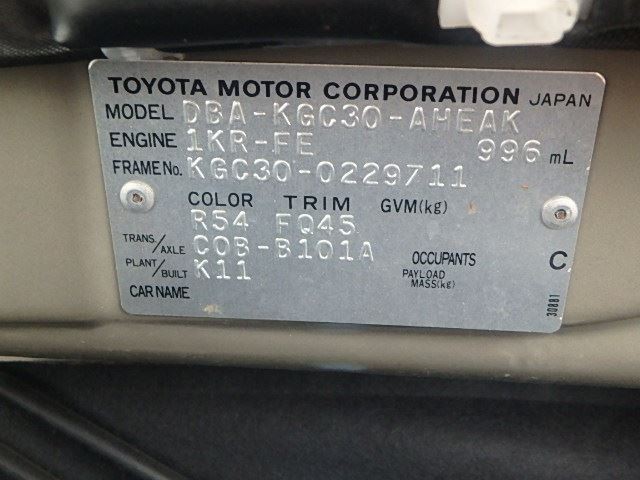 TOYOTA MOTOR CORPORATION JAPAN
MODEL DBA-KGC30-AHEAK
ENGINE 1KR-FE 996 mL
FRAME No. KGC30-0229711
COLOR TRIM GVM(kg)
R54 FQ45
TRANS/AXLE C0B-B101A OCCUPANTS C
PLANT/BUILT K11 PAYLOAD MASS(kg)
CAR NAME
30881